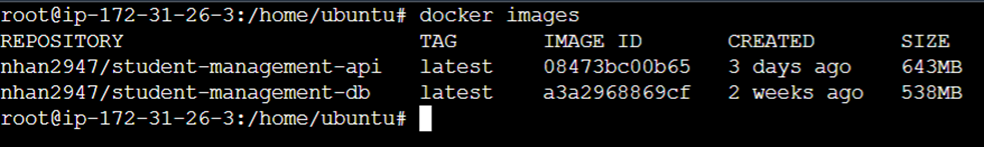 root@ip-172-31-26-3:/home/ubuntu# docker images
REPOSITORY TAG IMAGE ID CREATED SIZE
nhan2947/student-management-api latest 08473bc00b65 3 days ago 643MB
nhan2947/student-management-db latest a3a2968869cf 2 weeks ago 538MB
root@ip-172-31-26-3:/home/ubuntu#